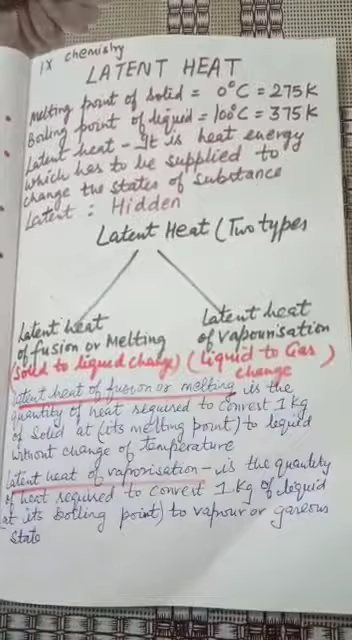 IX chemistry
LATENT HEAT
Melting point of solid = 0°C = 275K
Boiling point of liquid = 100°C = 375K
Latent heat - It is heat energy
which has to be supplied to
change the states of substance
Latent : Hidden
Latent Heat (Two types
Latent heat
of fusion or Melting
(Solid to liquid change)
Latent heat
of vapourisation
(Liquid to Gas)
change
Latent heat of fusion or melting is the
quantity of heat required to convert 1 kg
of solid at (its melting point) to liquid
without change of temperature
Latent heat of vaporisation - is the quantity
of heat required to convert 1 kg of liquid
(at its boiling point) to vapour or gaseous
state